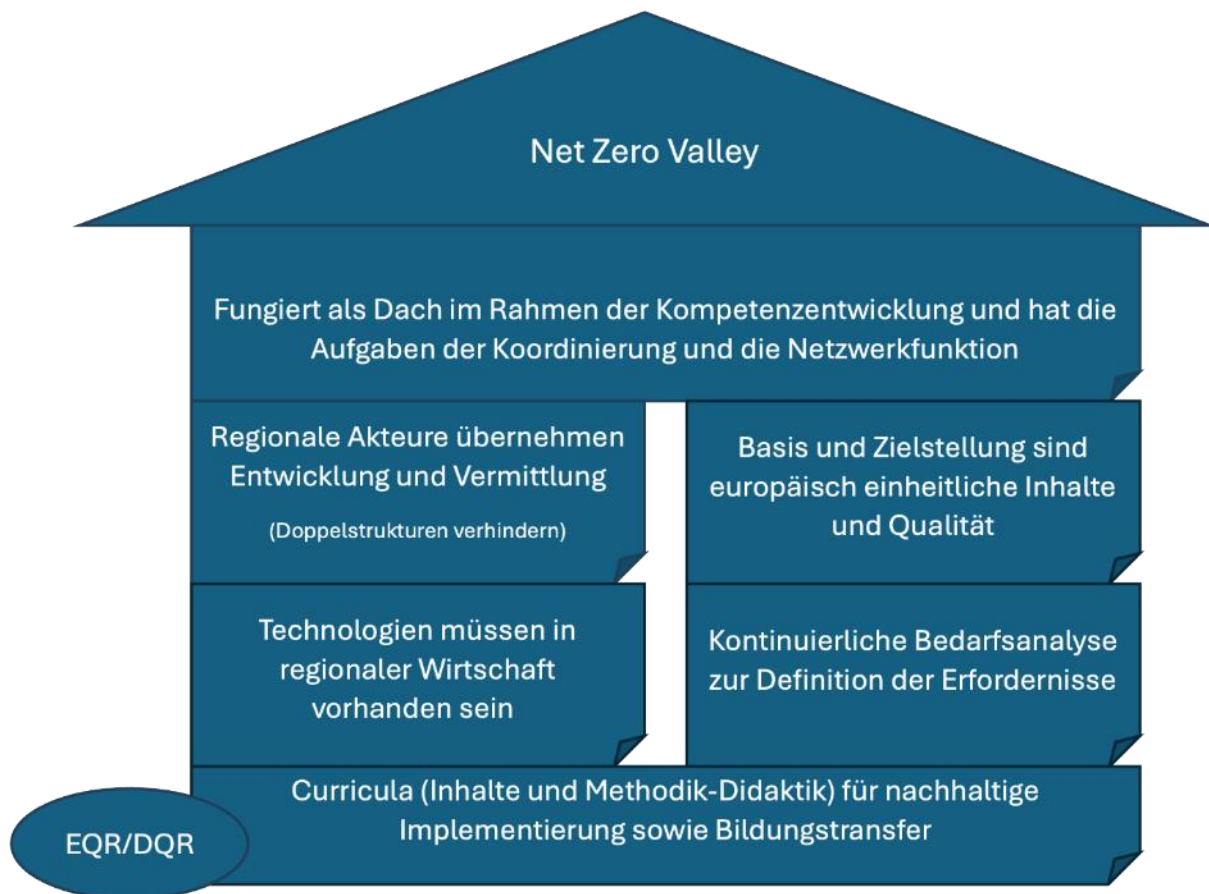 Net Zero Valley
Fungiert als Dach im Rahmen der Kompetenzentwicklung und hat die
Aufgaben der Koordinierung und die Netzwerkfunktion
Regionale Akteure übernehmen
Entwicklung und Vermittlung
(Doppelstrukturen verhindern)
Basis und Zielstellung sind
europäisch einheitliche Inhalte
und Qualität
Technologien müssen in
regionaler Wirtschaft
vorhanden sein
Kontinuierliche Bedarfsanalyse
zur Definition der Erfordernisse
Curricula (Inhalte und Methodik-Didaktik) für nachhaltige
Implementierung sowie Bildungstransfer
EQR/DQR